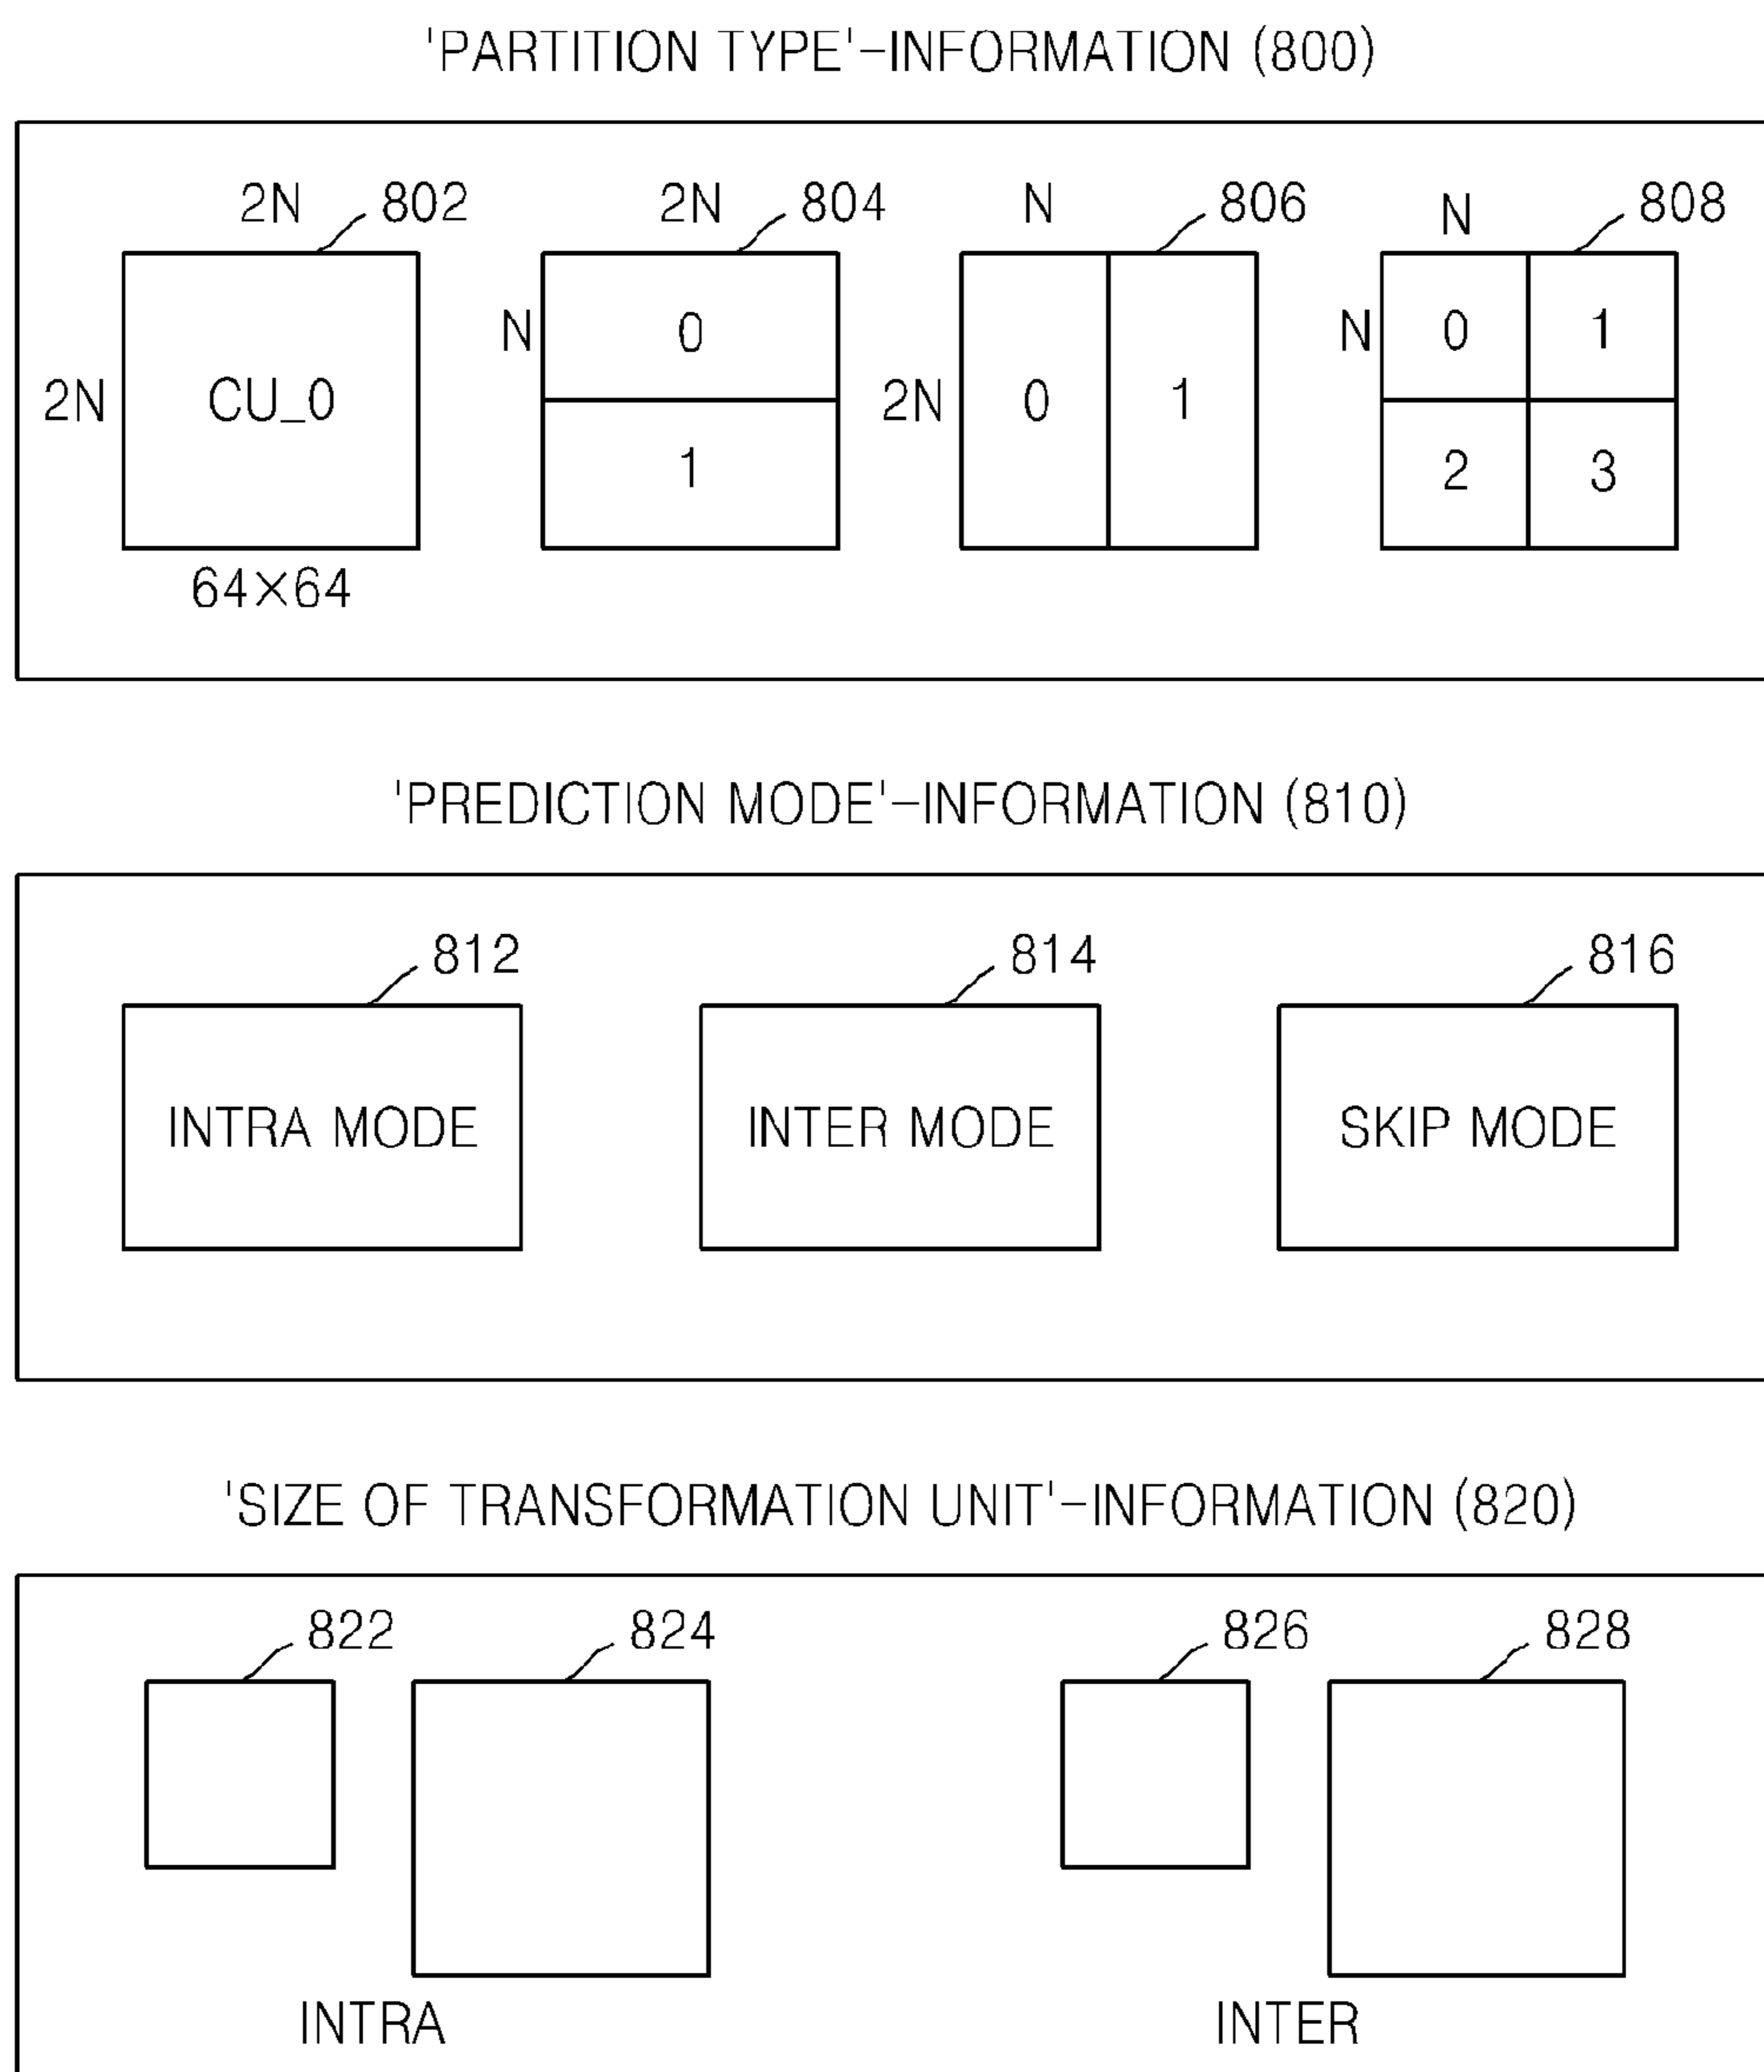 'PARTITION TYPE'-INFORMATION (800)
2N 802 2N 804 N 806 N 808
N 0 N 0 1
2N CU_0 2N 0 1
1 2 3
64×64
'PREDICTION MODE'-INFORMATION (810)
812 814 816
INTRA MODE INTER MODE SKIP MODE
'SIZE OF TRANSFORMATION UNIT'-INFORMATION (820)
822 824 826 828
INTRA INTER